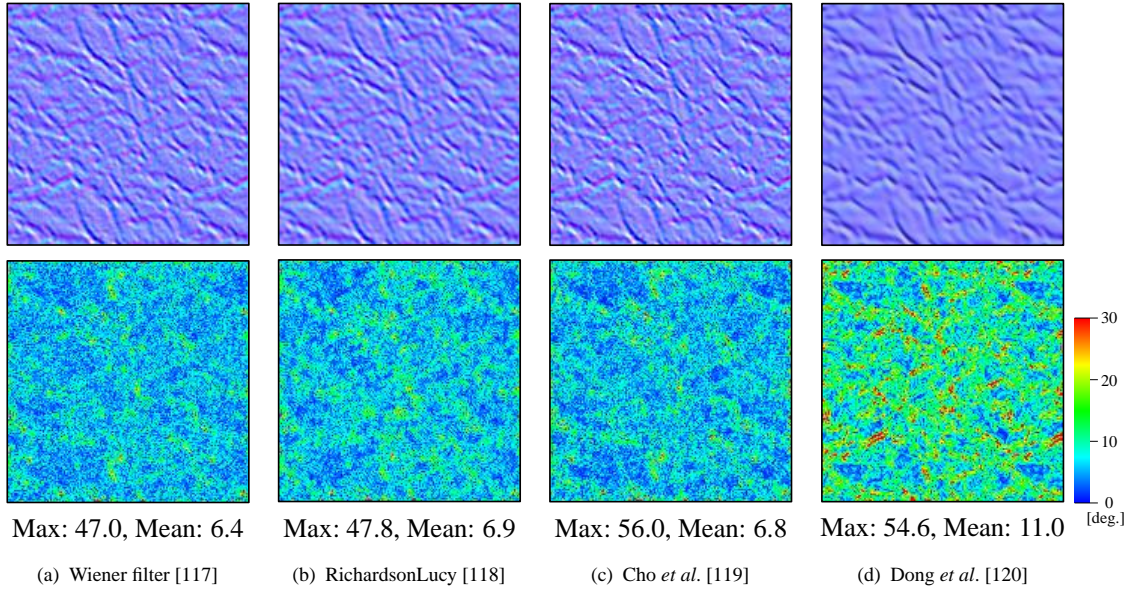 30
20
10
0
[deg.]
Max: 47.0, Mean: 6.4
Max: 47.8, Mean: 6.9
Max: 56.0, Mean: 6.8
Max: 54.6, Mean: 11.0
(a) Wiener filter [117]
(b) RichardsonLucy [118]
(c) Cho et al. [119]
(d) Dong et al. [120]